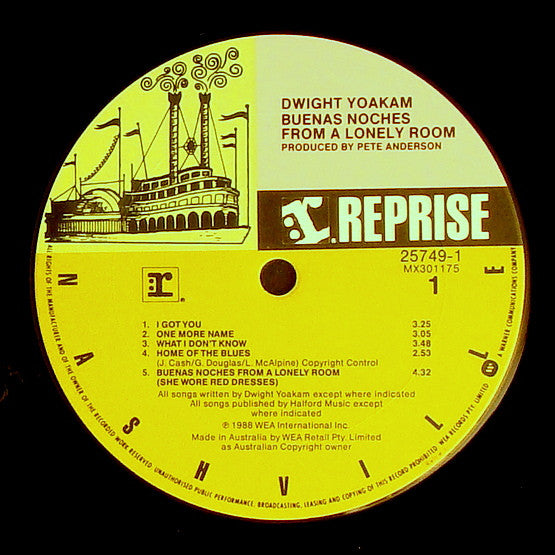 DWIGHT YOAKAM
BUENAS NOCHES
FROM A LONELY ROOM
PRODUCED BY PETE ANDERSON
r. REPRISE
25749-1
MX301175
1
r.
1. I GOT YOU 3.25
2. ONE MORE NAME 3.05
3. WHAT I DON'T KNOW 3.48
4. HOME OF THE BLUES 2.53
(J. Cash/G. Douglas/L. McAlpine) Copyright Control
5. BUENAS NOCHES FROM A LONELY ROOM 4.32
(SHE WORE RED DRESSES)
All songs written by Dwight Yoakam except where indicated
All songs published by Halford Music except
where indicated
℗ 1988 WEA International Inc.
Made in Australia by WEA Retail Pty. Limited
as Australian Copyright owner
NASHVILLE
ALL RIGHTS OF THE MANUFACTURER AND OF THE OWNER OF THE RECORDED WORK RESERVED. UNAUTHORISED PUBLIC PERFORMANCE, BROADCASTING, LEASING AND COPYING OF THIS RECORD PROHIBITED. WEA RECORDS PTY. LIMITED
A WARNER COMMUNICATIONS COMPANY